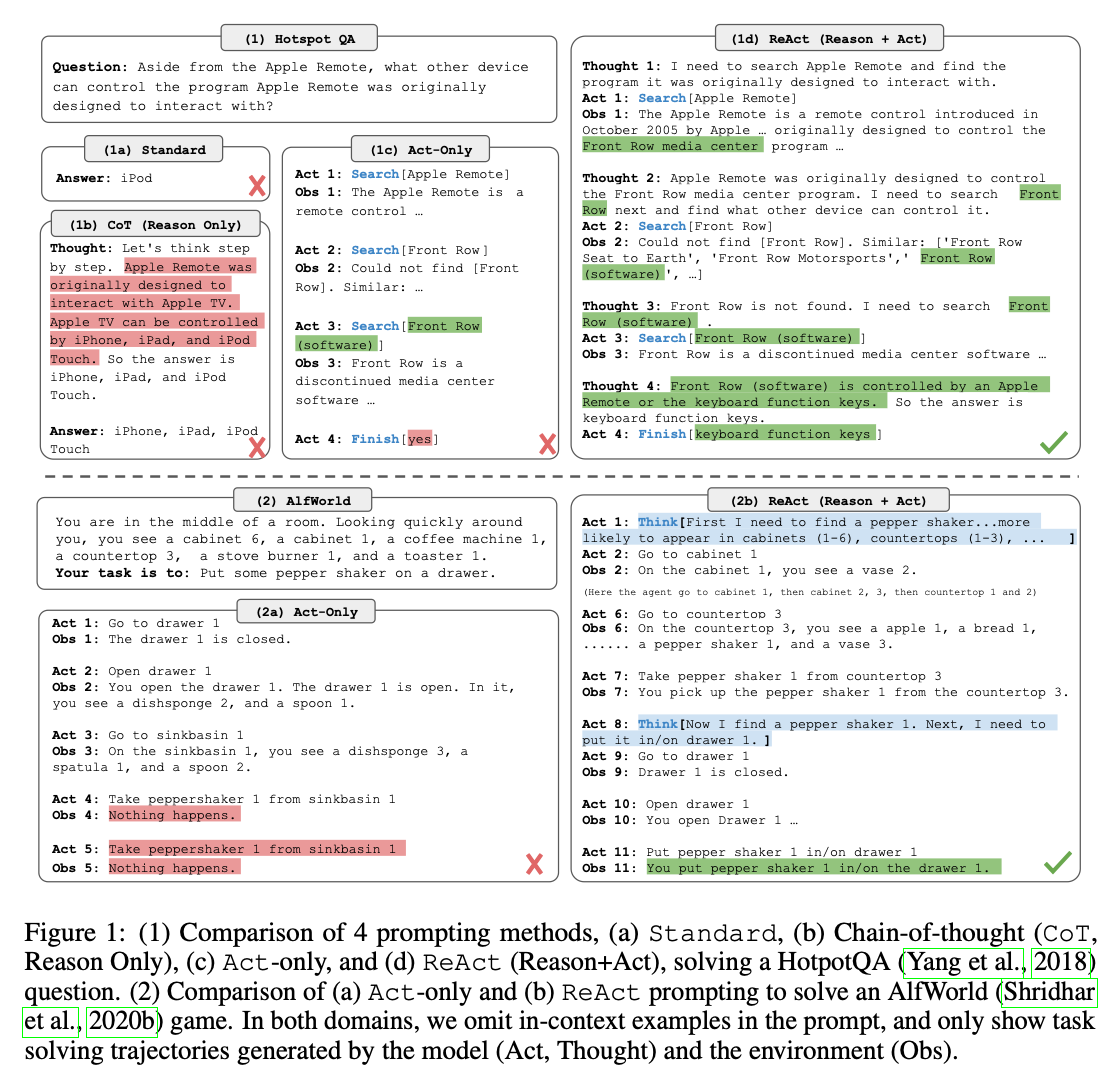 (1) Hotspot QA
Question: Aside from the Apple Remote, what other device
can control the program Apple Remote was originally
designed to interact with?
(1a) Standard
Answer: iPod
(1b) CoT (Reason Only)
Thought: Let's think step
by step. Apple Remote was
originally designed to
interact with Apple TV.
Apple TV can be controlled
by iPhone, iPad, and iPod
Touch. So the answer is
iPhone, iPad, and iPod
Touch.
Answer: iPhone, iPad, iPod
Touch
(1c) Act-Only
Act 1: Search[Apple Remote]
Obs 1: The Apple Remote is a
remote control …
Act 2: Search[Front Row]
Obs 2: Could not find [Front
Row]. Similar: …
Act 3: Search[Front Row
(software)]
Obs 3: Front Row is a
discontinued media center
software …
Act 4: Finish[yes]
(1d) ReAct (Reason + Act)
Thought 1: I need to search Apple Remote and find the
program it was originally designed to interact with.
Act 1: Search[Apple Remote]
Obs 1: The Apple Remote is a remote control introduced in
October 2005 by Apple … originally designed to control the
Front Row media center program …
Thought 2: Apple Remote was originally designed to control
the Front Row media center program. I need to search Front
Row next and find what other device can control it.
Act 2: Search[Front Row]
Obs 2: Could not find [Front Row]. Similar: ['Front Row
Seat to Earth', 'Front Row Motorsports',' Front Row
(software)', …]
Thought 3: Front Row is not found. I need to search Front
Row (software) .
Act 3: Search[Front Row (software)]
Obs 3: Front Row is a discontinued media center software …
Thought 4: Front Row (software) is controlled by an Apple
Remote or the keyboard function keys. So the answer is
keyboard function keys.
Act 4: Finish[keyboard function keys]
(2) AlfWorld
You are in the middle of a room. Looking quickly around
you, you see a cabinet 6, a cabinet 1, a coffee machine 1,
a countertop 3, a stove burner 1, and a toaster 1.
Your task is to: Put some pepper shaker on a drawer.
(2a) Act-Only
Act 1: Go to drawer 1
Obs 1: The drawer 1 is closed.
Act 2: Open drawer 1
Obs 2: You open the drawer 1. The drawer 1 is open. In it,
you see a dishsponge 2, and a spoon 1.
Act 3: Go to sinkbasin 1
Obs 3: On the sinkbasin 1, you see a dishsponge 3, a
spatula 1, and a spoon 2.
Act 4: Take peppershaker 1 from sinkbasin 1
Obs 4: Nothing happens.
Act 5: Take peppershaker 1 from sinkbasin 1
Obs 5: Nothing happens.
(2b) ReAct (Reason + Act)
Act 1: Think[First I need to find a pepper shaker...more
likely to appear in cabinets (1-6), countertops (1-3), ... ]
Act 2: Go to cabinet 1
Obs 2: On the cabinet 1, you see a vase 2.
(Here the agent go to cabinet 1, then cabinet 2, 3, then countertop 1 and 2)
Act 6: Go to countertop 3
Obs 6: On the countertop 3, you see a apple 1, a bread 1,
...... a pepper shaker 1, and a vase 3.
Act 7: Take pepper shaker 1 from countertop 3
Obs 7: You pick up the pepper shaker 1 from the countertop 3.
Act 8: Think[Now I find a pepper shaker 1. Next, I need to
put it in/on drawer 1. ]
Act 9: Go to drawer 1
Obs 9: Drawer 1 is closed.
Act 10: Open drawer 1
Obs 10: You open Drawer 1 …
Act 11: Put pepper shaker 1 in/on drawer 1
Obs 11: You put pepper shaker 1 in/on the drawer 1.
Figure 1: (1) Comparison of 4 prompting methods, (a) Standard, (b) Chain-of-thought (CoT,
Reason Only), (c) Act-only, and (d) ReAct (Reason+Act), solving a HotpotQA (Yang et al., 2018)
question. (2) Comparison of (a) Act-only and (b) ReAct prompting to solve an AlfWorld (Shridhar
et al., 2020b) game. In both domains, we omit in-context examples in the prompt, and only show task
solving trajectories generated by the model (Act, Thought) and the environment (Obs).